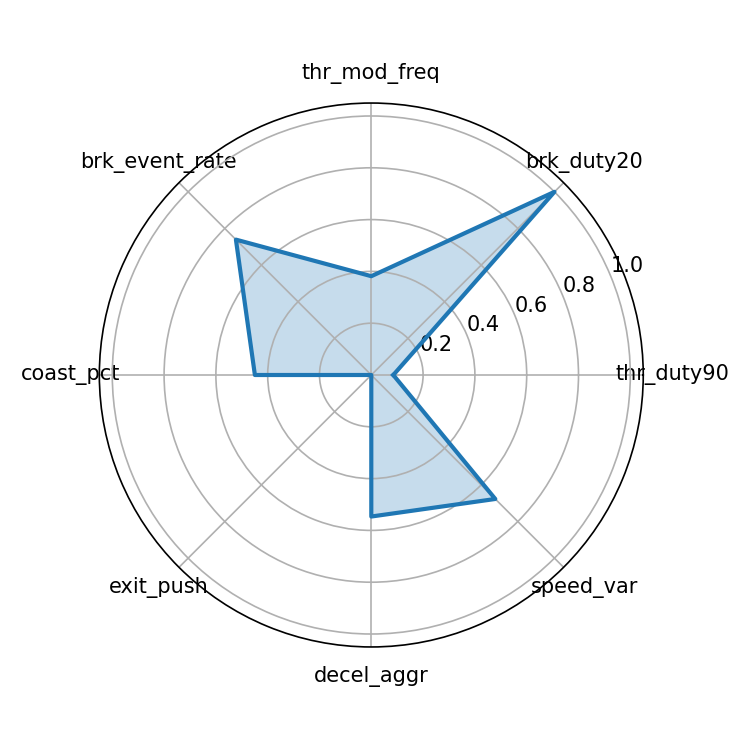 thr_mod_freq
brk_event_rate
brk_duty20
1.0
0.8
0.6
0.4
0.2
coast_pct
thr_duty90
exit_push
speed_var
decel_aggr